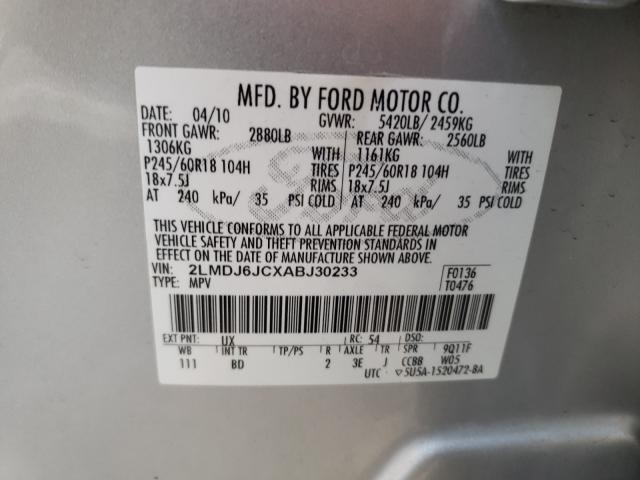 MFD. BY FORD MOTOR CO.
DATE: 04/10 GVWR: 5420LB/ 2459KG
FRONT GAWR: 2880LB REAR GAWR: 2560LB
1306KG WITH 1161KG WITH
P245/60R18 104H TIRES P245/60R18 104H TIRES
18x7.5J RIMS 18x7.5J RIMS
AT 240 kPa/ 35 PSI COLD AT 240 kPa/ 35 PSI COLD
THIS VEHICLE CONFORMS TO ALL APPLICABLE FEDERAL MOTOR
VEHICLE SAFETY AND THEFT PREVENTION STANDARDS IN
EFFECT ON THE DATE OF MANUFACTURE SHOWN ABOVE.
VIN: 2LMDJ6JCXABJ30233 F0136
TYPE: MPV T0476
EXT PNT: UX RC: 54 DSO:
WB INT TR TP/PS R AXLE TR SPR 9Q11F
111 BD 2 3E J CCBB W05
UTC ▽5U5A-1520472-BA
Ford